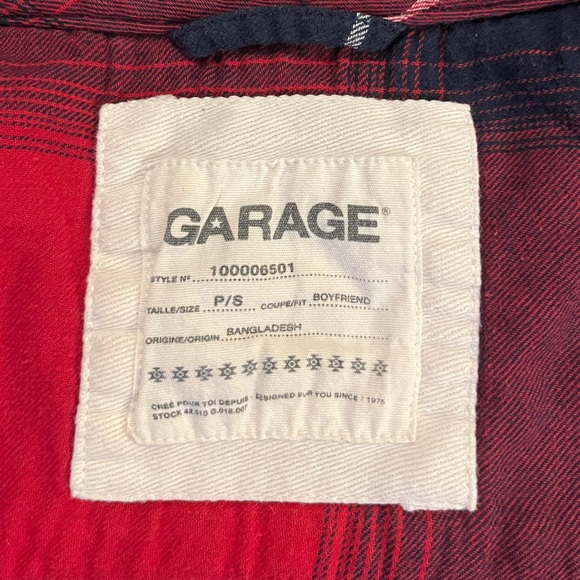 GARAGE®
STYLE Nº 100006501
TAILLE/SIZE P/S COUPE/FIT BOYFRIEND
ORIGINE/ORIGIN BANGLADESH
CRÉÉ POUR TOI DEPUIS - DESIGNED FOR YOU SINCE / 1975
STOCK